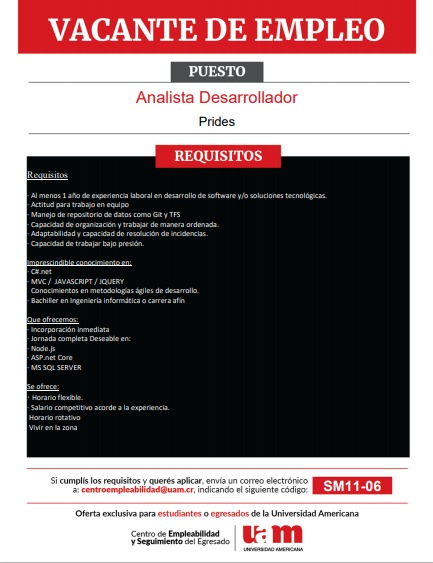 VACANTE DE EMPLEO
PUESTO
Analista Desarrollador
Prides
REQUISITOS
Requisitos
- Al menos 1 año de experiencia laboral en desarrollo de software y/o soluciones tecnológicas.
- Actitud para trabajo en equipo
- Manejo de repositorio de datos como Git y TFS
- Capacidad de organización y trabajar de manera ordenada.
- Adaptabilidad y capacidad de resolución de incidencias.
- Capacidad de trabajar bajo presión.
Imprescindible conocimiento en:
- C#.net
- MVC / JAVASCRIPT / JQUERY
Conocimientos en metodologías ágiles de desarrollo.
- Bachiller en Ingeniería informática o carrera afín
Que ofrecemos:
- Incorporación inmediata
- Jornada completa Deseable en:
- Node.js
- ASP.net Core
- MS SQL SERVER
Se ofrece:
- Horario flexible.
- Salario competitivo acorde a la experiencia.
Horario rotativo
Vivir en la zona
Si cumplís los requisitos y querés aplicar, envía un correo electrónico
a: centroempleabilidad@uam.cr, indicando el siguiente código:
SM11-06
Oferta exclusiva para estudiantes o egresados de la Universidad Americana
Centro de Empleabilidad
y Seguimiento del Egresado
uam
UNIVERSIDAD AMERICANA